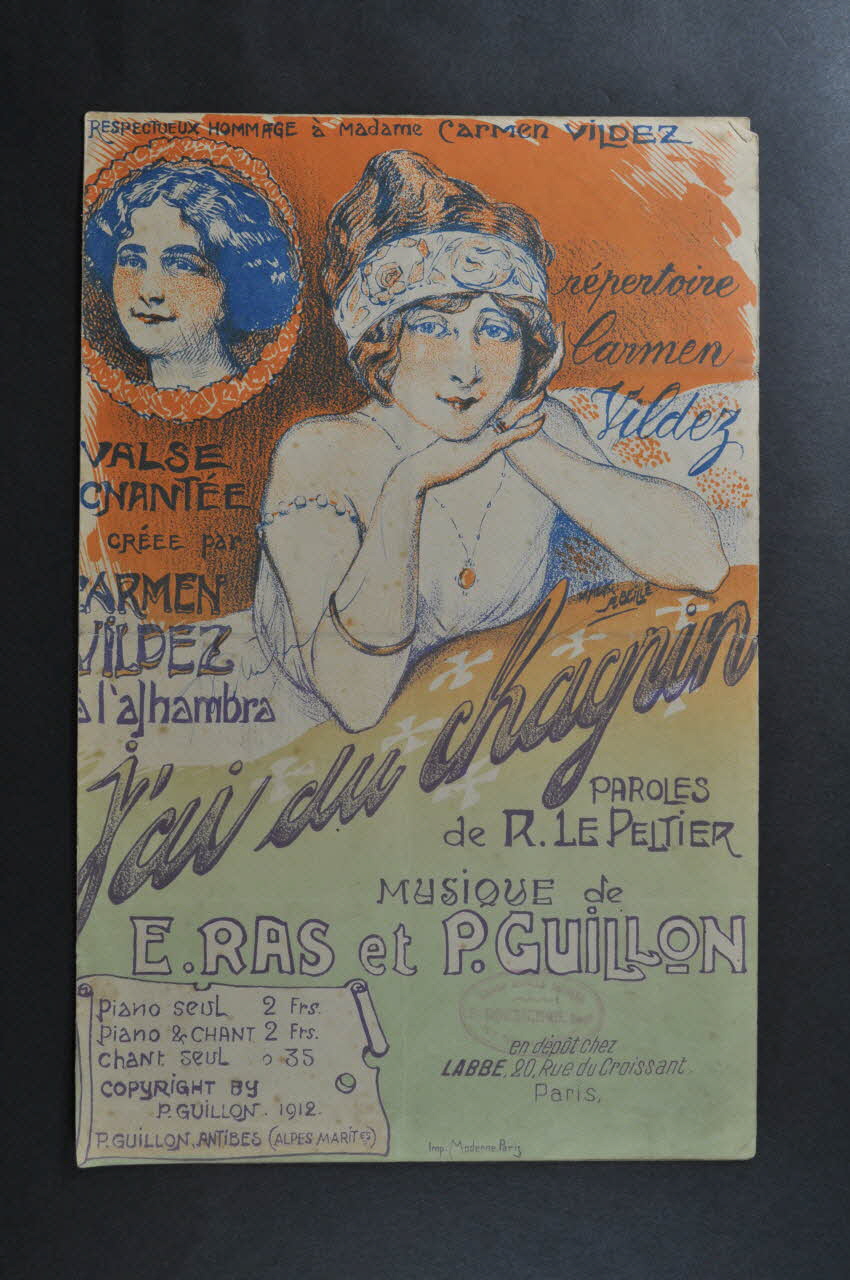 RESPECTUEUX HOMMAGE à Madame Carmen VILDEZ
répertoire
Carmen
Vildez
VALSE
CHANTÉE
CRÉÉE par
CARMEN
VILDEZ
à l'alhambra
J'ai du chagrin
PAROLES
de R. LE PELTIER
MUSIQUE de
E. RAS et P. GUILLON
Piano seul 2 Frs.
Piano & CHANT 2 Frs.
Chant seul 0 35
COPYRIGHT BY
P. GUILLON. 1912.
P. GUILLON, ANTIBES (ALPES MARITES)
en dépôt chez
LABBE, 20, Rue du Croissant.
Paris,
Imp. Moderne. Paris